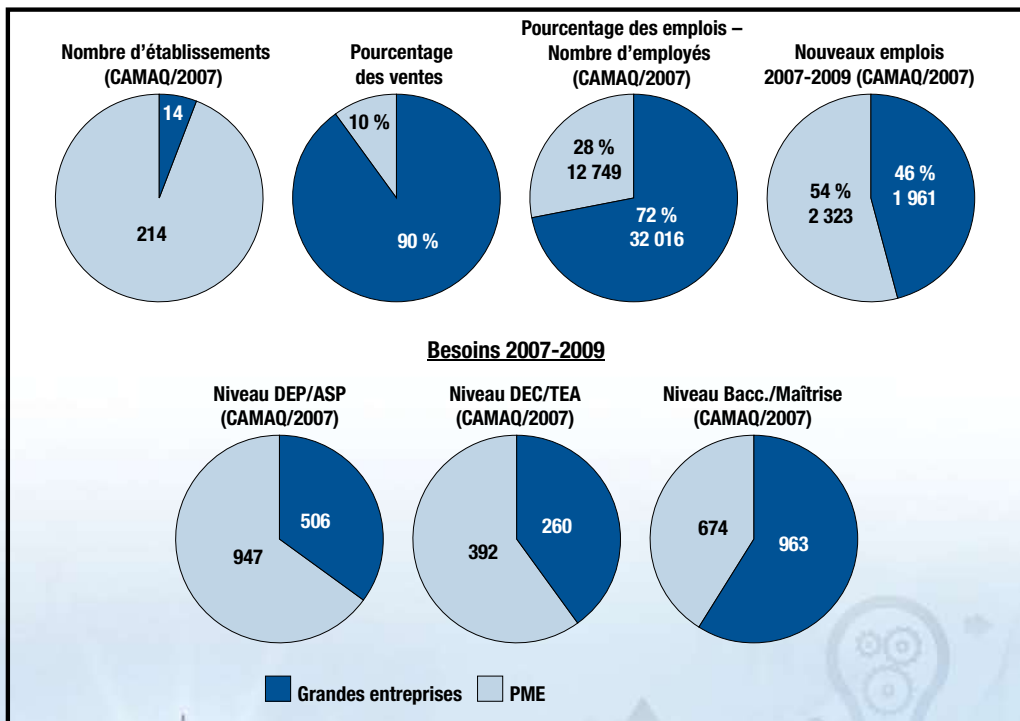 Nombre d'établissements
(CAMAQ/2007)
14
214
Pourcentage
des ventes
10 %
90 %
Pourcentage des emplois –
Nombre d'employés
(CAMAQ/2007)
28 %
12 749
72 %
32 016
Nouveaux emplois
2007-2009 (CAMAQ/2007)
54 %
2 323
46 %
1 961
Besoins 2007-2009
Niveau DEP/ASP
(CAMAQ/2007)
506
947
Niveau DEC/TEA
(CAMAQ/2007)
260
392
Niveau Bacc./Maîtrise
(CAMAQ/2007)
674
963
Grandes entreprises
PME